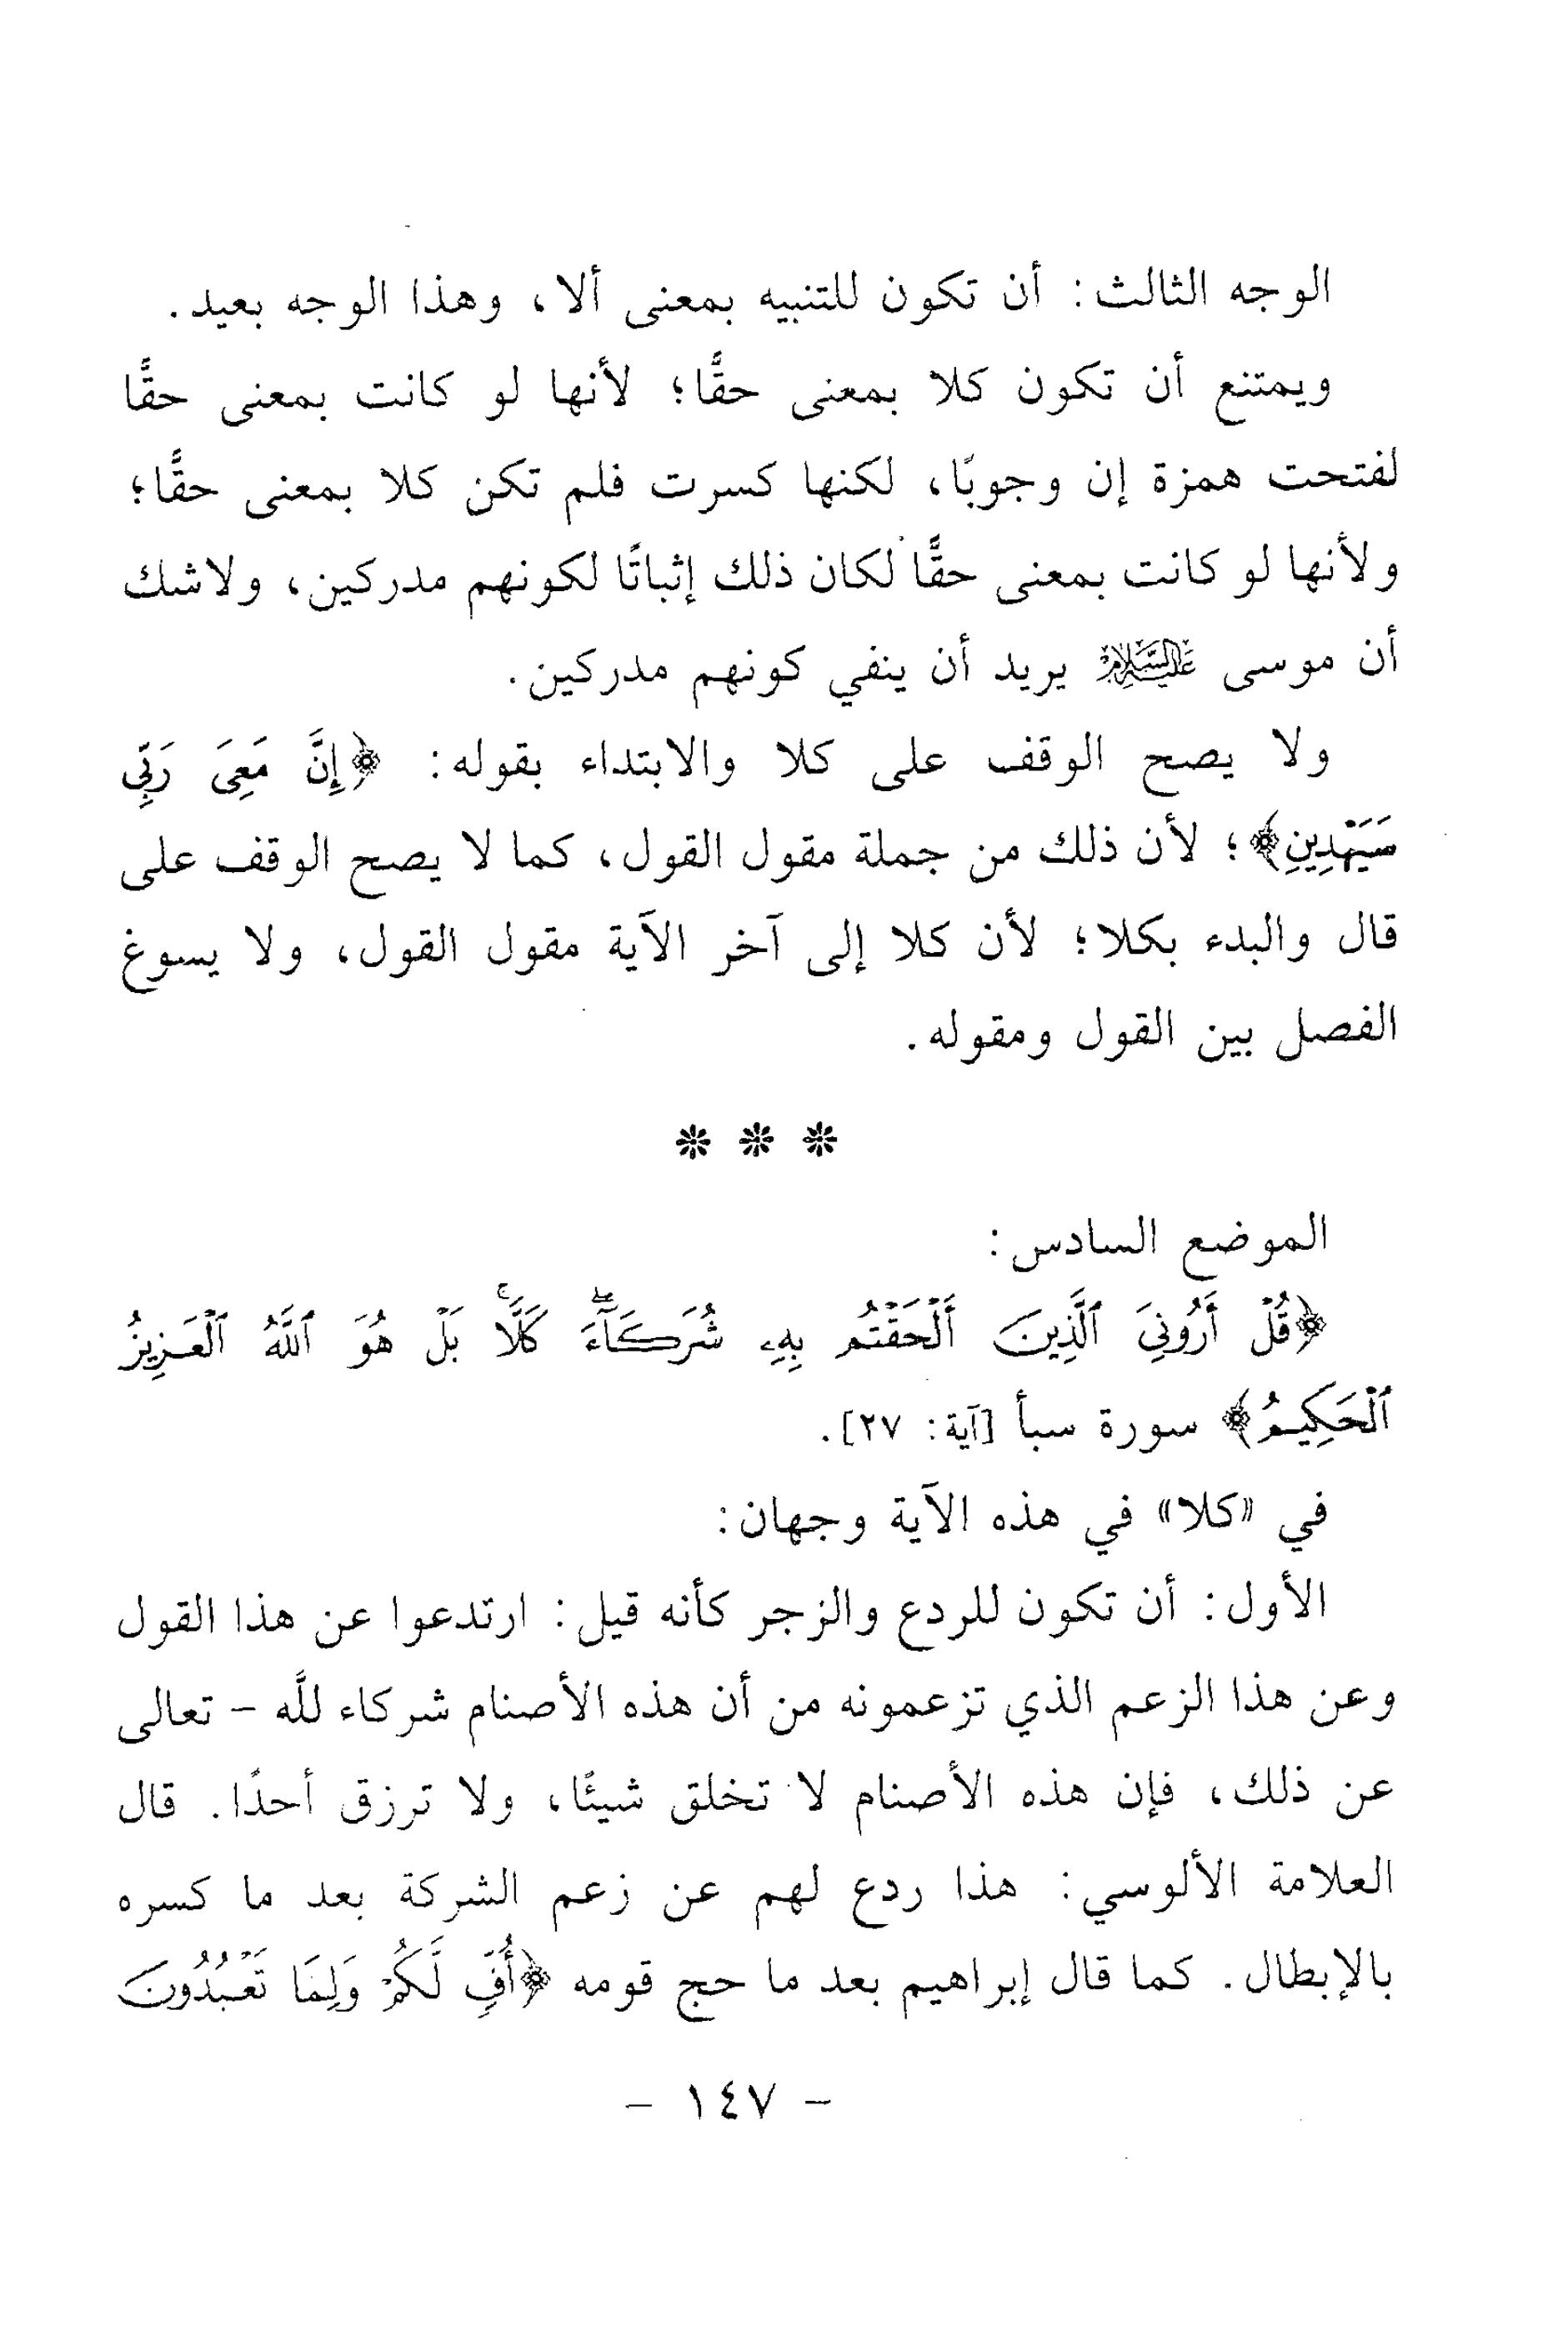 الوجه الثالث: أن تكون للتنبيه بمعنى ألا، وهذا الوجه بعيد.
ويمتنع أن تكون كلا بمعنى حقًّا؛ لأنها لو كانت بمعنى حقًّا
لفتحت همزة إن وجوبًا، لكنها كسرت فلم تكن كلا بمعنى حقًّا؛
ولأنها لو كانت بمعنى حقًّا لكان ذلك إثباتًا لكونهم مدركين، ولاشك
أن موسى عَلَيْهِ السَّلَام يريد أن ينفي كونهم مدركين.
ولا يصح الوقف على كلا والابتداء بقوله: ﴿إِنَّ مَعِىَ رَبِّى
سَيَهْدِينِ﴾؛ لأن ذلك من جملة مقول القول، كما لا يصح الوقف على
قال والبدء بكلا؛ لأن كلا إلى آخر الآية مقول القول، ولا يسوغ
الفصل بين القول ومقوله.
* * *
الموضع السادس:
﴿قُلْ أَرُونِىَ ٱلَّذِينَ أَلْحَقْتُم بِهِۦ شُرَكَآءَۖ كَلَّاۚ بَلْ هُوَ ٱللَّهُ ٱلْعَزِيزُ
ٱلْحَكِيمُ﴾ سورة سبأ [آية: ٢٧].
في «كلا» في هذه الآية وجهان:
الأول: أن تكون للردع والزجر كأنه قيل: ارتدعوا عن هذا القول
وعن هذا الزعم الذي تزعمونه من أن هذه الأصنام شركاء للَّه - تعالى
عن ذلك، فإن هذه الأصنام لا تخلق شيئًا، ولا ترزق أحدًا. قال
العلامة الألوسي: هذا ردع لهم عن زعم الشركة بعد ما كسره
بالإبطال. كما قال إبراهيم بعد ما حج قومه ﴿أُفٍّ لَّكُمْ وَلِمَا تَعْبُدُونَ
- ١٤٧ -